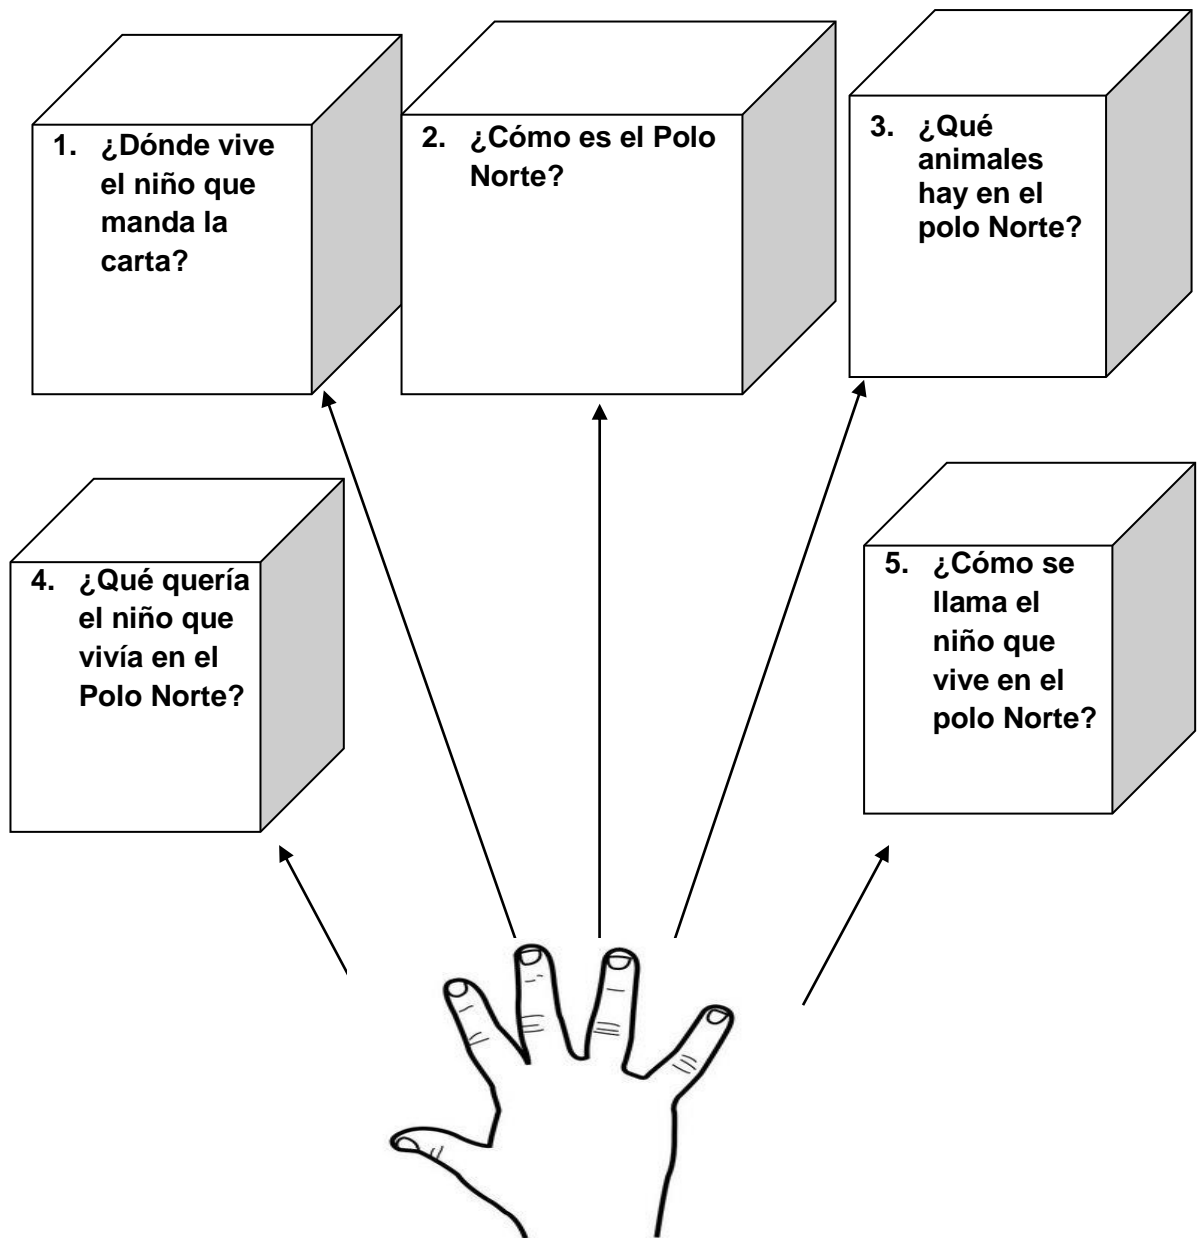 1. ¿Dónde vive
el niño que
manda la
carta?
2. ¿Cómo es el Polo
Norte?
3. ¿Qué
animales
hay en el
polo Norte?
4. ¿Qué quería
el niño que
vivía en el
Polo Norte?
5. ¿Cómo se
llama el
niño que
vive en el
polo Norte?